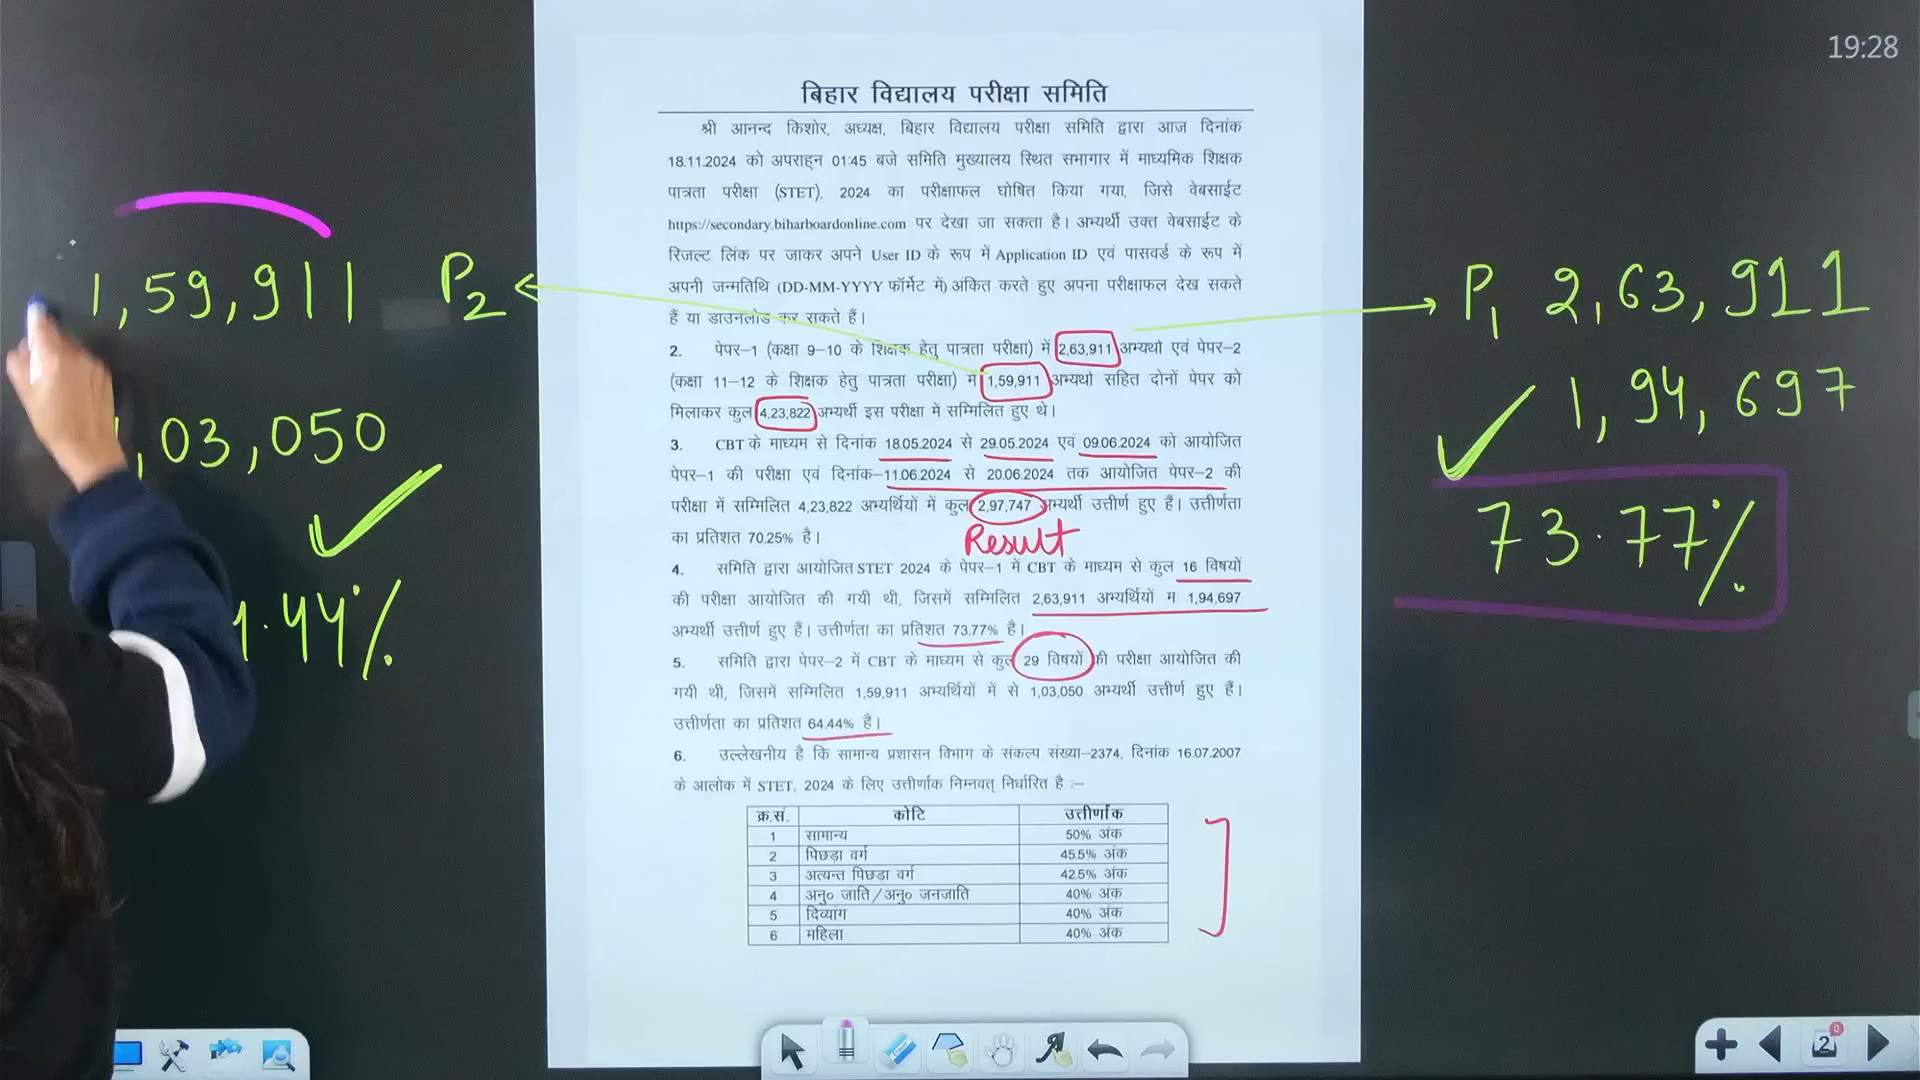 19:28
बिहार विद्यालय परीक्षा समिति
श्री आनन्द किशोर, अध्यक्ष, बिहार विद्यालय परीक्षा समिति द्वारा आज दिनांक
18.11.2024 को अपराह्न 01:45 बजे समिति मुख्यालय स्थित सभागार में माध्यमिक शिक्षक
पात्रता परीक्षा (STET), 2024 का परीक्षाफल घोषित किया गया, जिसे वेबसाईट
https://secondary.biharboardonline.com पर देखा जा सकता है। अभ्यर्थी उक्त वेबसाईट के
रिजल्ट लिंक पर जाकर अपने User ID के रूप में Application ID एवं पासवर्ड के रूप में
अपनी जन्मतिथि (DD-MM-YYYY फॉर्मेट में) अंकित करते हुए अपना परीक्षाफल देख सकते
हैं या डाउनलोड कर सकते हैं।
2. पेपर-1 (कक्षा 9-10 के शिक्षक हेतु पात्रता परीक्षा) में 2,63,911 अभ्यर्थी एवं पेपर-2
(कक्षा 11-12 के शिक्षक हेतु पात्रता परीक्षा) में 1,59,911 अभ्यर्थी सहित दोनों पेपर को
मिलाकर कुल 4,23,822 अभ्यर्थी इस परीक्षा में सम्मिलित हुए थे।
3. CBT के माध्यम से दिनांक 18.05.2024 से 29.05.2024 एवं 09.06.2024 को आयोजित
पेपर-1 की परीक्षा एवं दिनांक-11.06.2024 से 20.06.2024 तक आयोजित पेपर-2 की
परीक्षा में सम्मिलित 4,23,822 अभ्यर्थियों में कुल 2,97,747 अभ्यर्थी उत्तीर्ण हुए हैं। उत्तीर्णता
का प्रतिशत 70.25% है।
Result
4. समिति द्वारा आयोजित STET 2024 के पेपर-1 में CBT के माध्यम से कुल 16 विषयों
की परीक्षा आयोजित की गयी थी, जिसमें सम्मिलित 2,63,911 अभ्यर्थियों में 1,94,697
अभ्यर्थी उत्तीर्ण हुए हैं। उत्तीर्णता का प्रतिशत 73.77% है।
5. समिति द्वारा पेपर-2 में CBT के माध्यम से कुल 29 विषयों की परीक्षा आयोजित की
गयी थी, जिसमें सम्मिलित 1,59,911 अभ्यर्थियों में से 1,03,050 अभ्यर्थी उत्तीर्ण हुए हैं।
उत्तीर्णता का प्रतिशत 64.44% है।
6. उल्लेखनीय है कि सामान्य प्रशासन विभाग के संकल्प संख्या-2374, दिनांक 16.07.2007
के आलोक में STET, 2024 के लिए उत्तीर्णांक निम्नवत् निर्धारित है :-
क्र.सं. कोटि उत्तीर्णांक
1 सामान्य 50% अंक
2 पिछड़ा वर्ग 45.5% अंक
3 अत्यन्त पिछड़ा वर्ग 42.5% अंक
4 अनु० जाति/अनु० जनजाति 40% अंक
5 दिव्यांग 40% अंक
6 महिला 40% अंक
1,59,911 P2
,03,050
.44%
P1 2,63,911
1,94,697
73.77%
2
0